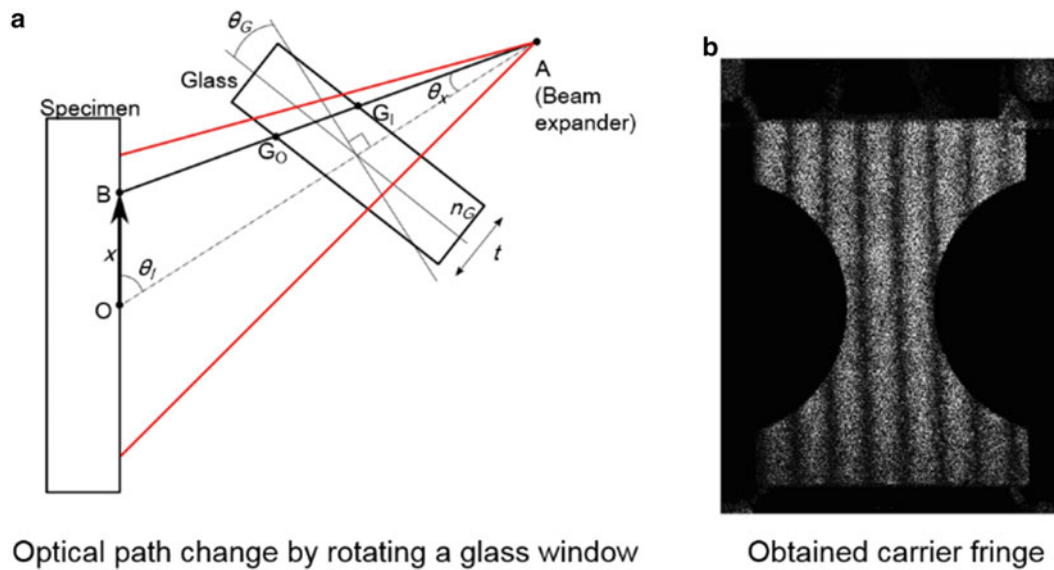 a
θG
Glass
Specimen
A
(Beam
expander)
θx
GI
GO
B
nG
t
x
θI
O
Optical path change by rotating a glass window
b
Obtained carrier fringe